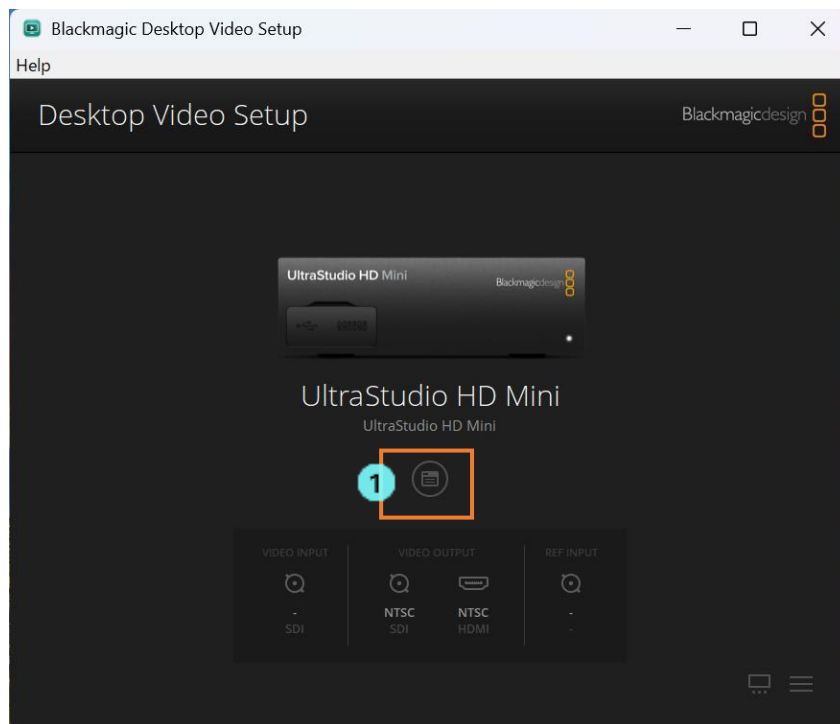 Blackmagic Desktop Video Setup
Help
Desktop Video Setup
Blackmagicdesign
UltraStudio HD Mini
Blackmagicdesign
UltraStudio HD Mini
UltraStudio HD Mini
1
VIDEO INPUT VIDEO OUTPUT REF INPUT
- NTSC NTSC -
SDI SDI HDMI -